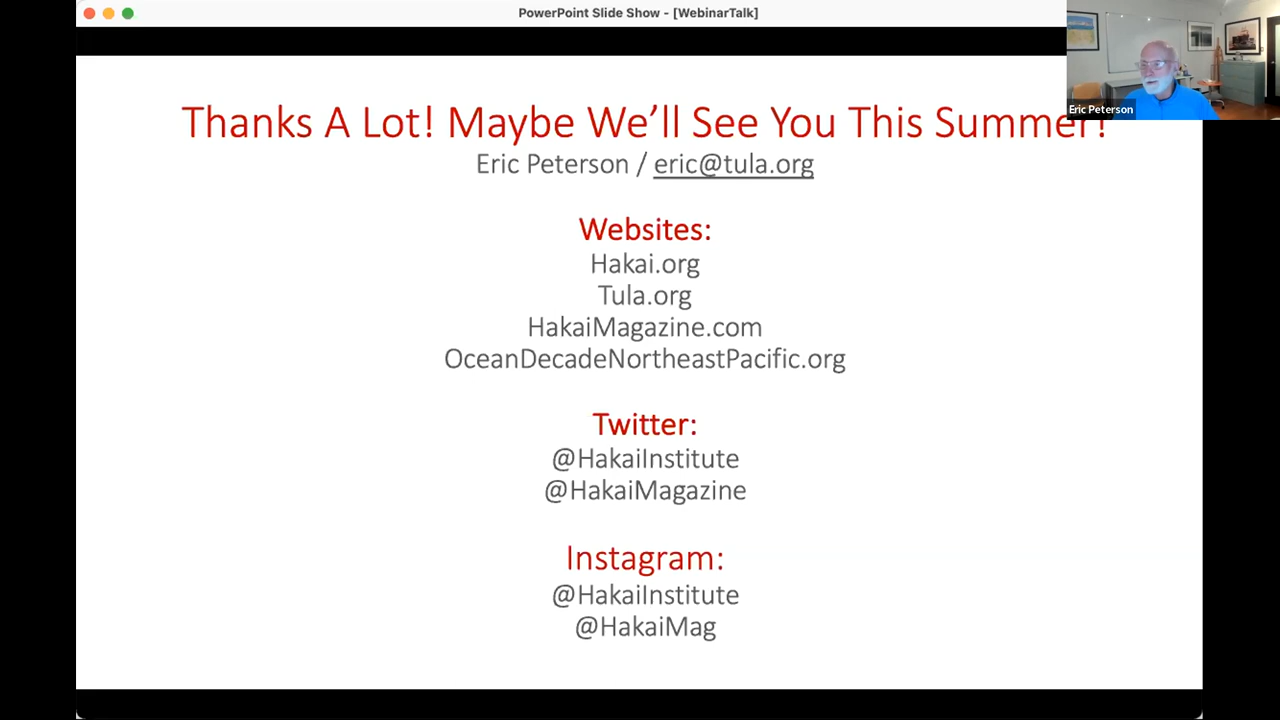 PowerPoint Slide Show - [WebinarTalk]
Thanks A Lot! Maybe We’ll See You This Summer!
Eric Peterson / eric@tula.org
Eric Peterson
Websites:
Hakai.org
Tula.org
HakaiMagazine.com
OceanDecadeNortheastPacific.org
Twitter:
@HakaiInstitute
@HakaiMagazine
Instagram:
@HakaiInstitute
@HakaiMag